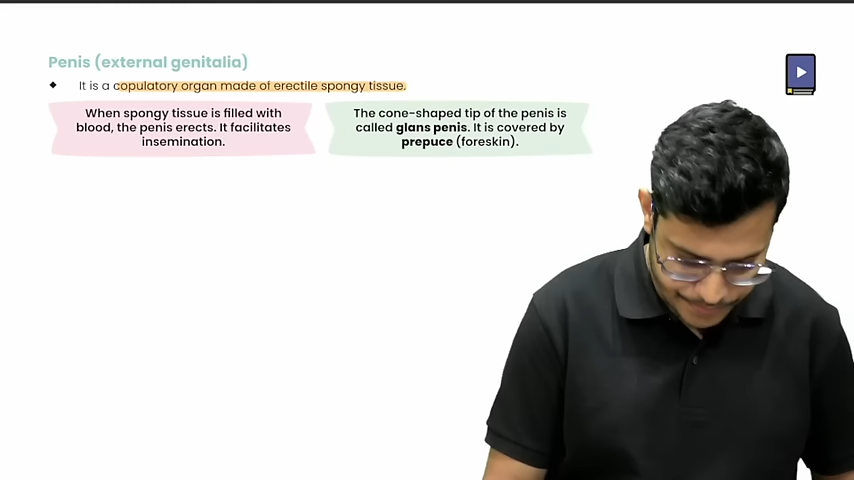 Penis (external genitalia)
◆ It is a copulatory organ made of erectile spongy tissue.
When spongy tissue is filled with
blood, the penis erects. It facilitates
insemination.
The cone-shaped tip of the penis is
called glans penis. It is covered by
prepuce (foreskin).